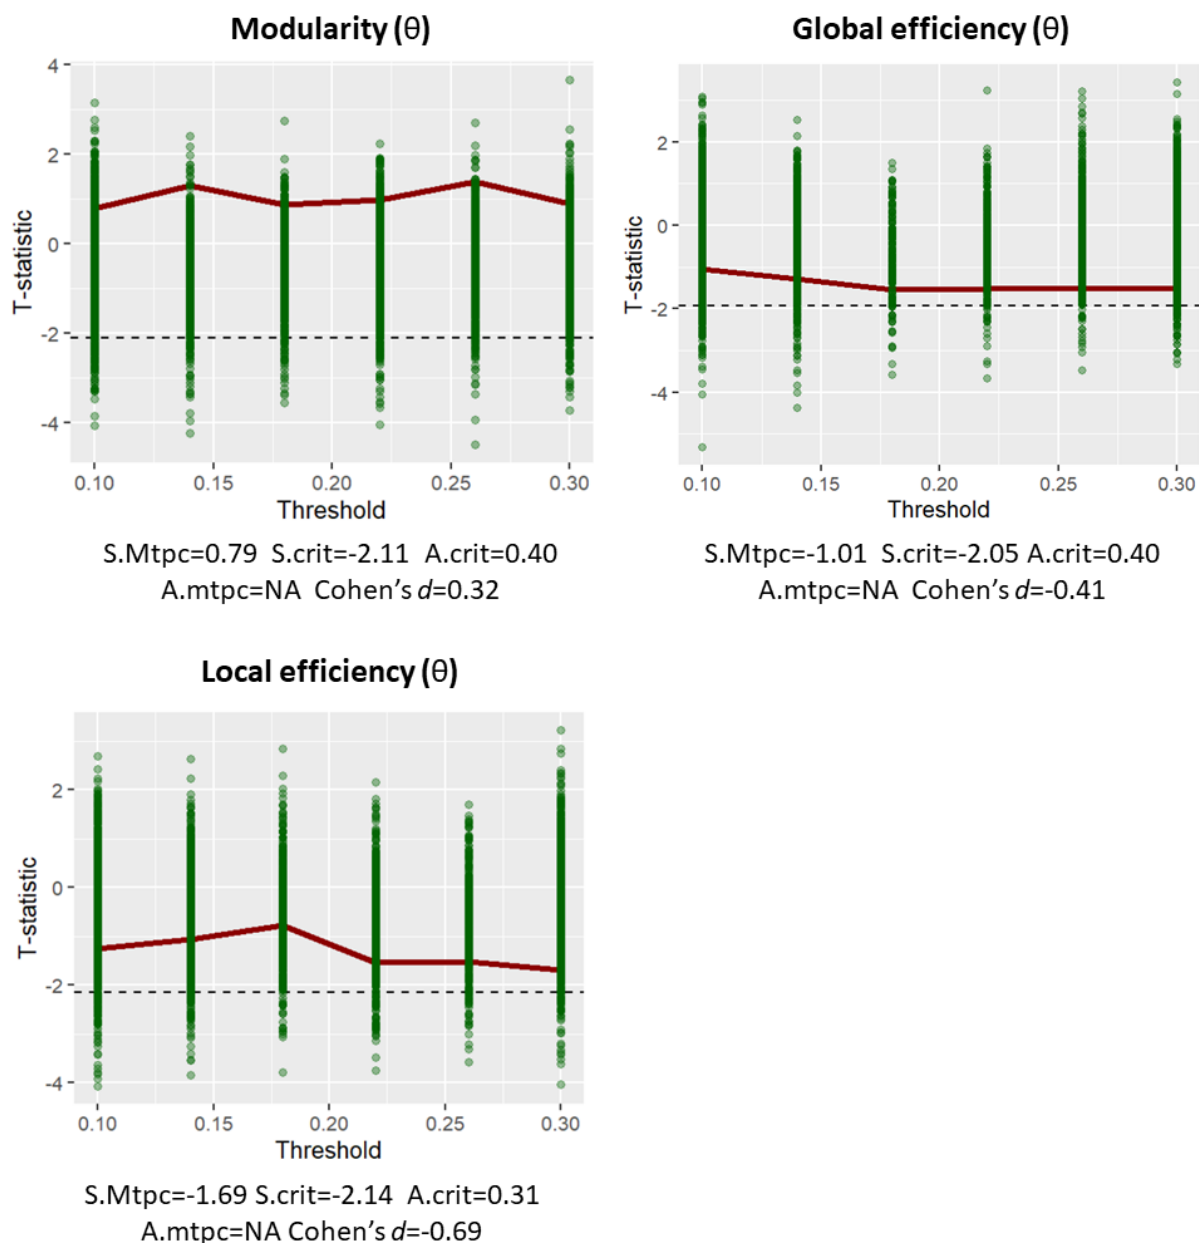 Modularity (θ)
4
2
0
-2
-4
T-statistic
0.10 0.15 0.20 0.25 0.30
Threshold
S.Mtpc=0.79 S.crit=-2.11 A.crit=0.40
A.mtpc=NA Cohen's d=0.32
Global efficiency (θ)
2
0
-2
-4
T-statistic
0.10 0.15 0.20 0.25 0.30
Threshold
S.Mtpc=-1.01 S.crit=-2.05 A.crit=0.40
A.mtpc=NA Cohen's d=-0.41
Local efficiency (θ)
2
0
-2
-4
T-statistic
0.10 0.15 0.20 0.25 0.30
Threshold
S.Mtpc=-1.69 S.crit=-2.14 A.crit=0.31
A.mtpc=NA Cohen's d=-0.69